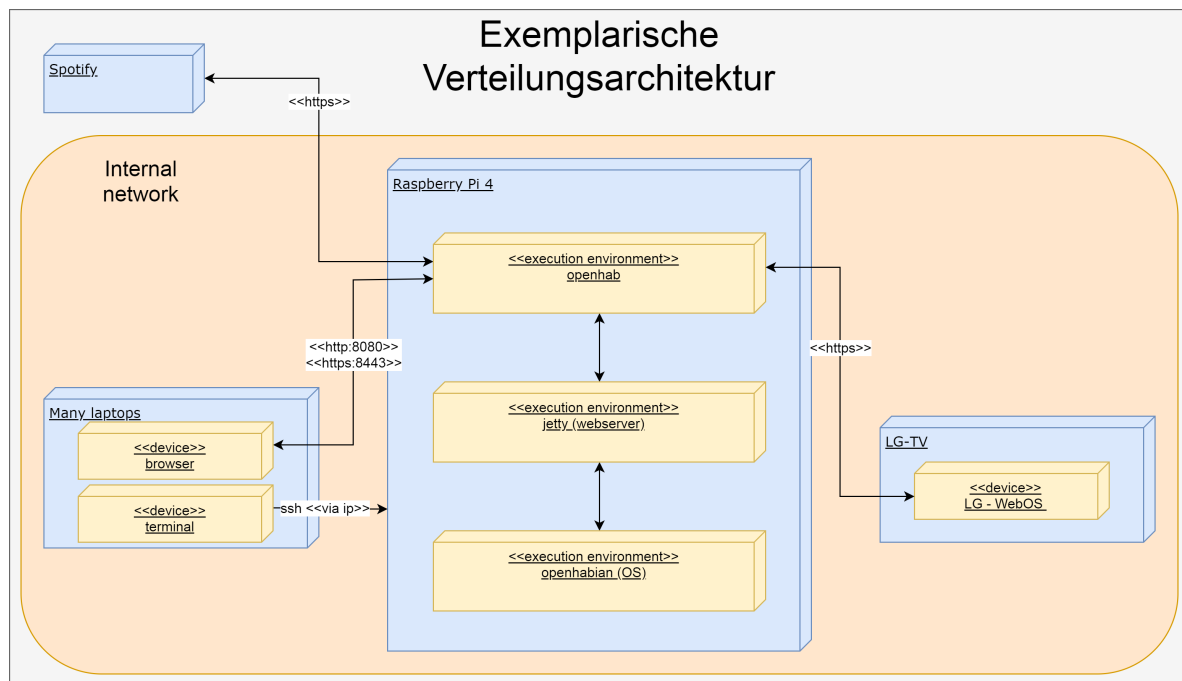 Exemplarische
Verteilungsarchitektur
Spotify
<<https>>
Internal
network
Raspberry Pi 4
<<execution environment>>
openhab
<<http:8080>>
<<https:8443>>
<<https>>
Many laptops
<<device>>
browser
<<device>>
terminal
ssh <<via ip>>
<<execution environment>>
jetty (webserver)
<<execution environment>>
openhabian (OS)
LG-TV
<<device>>
LG - WebOS